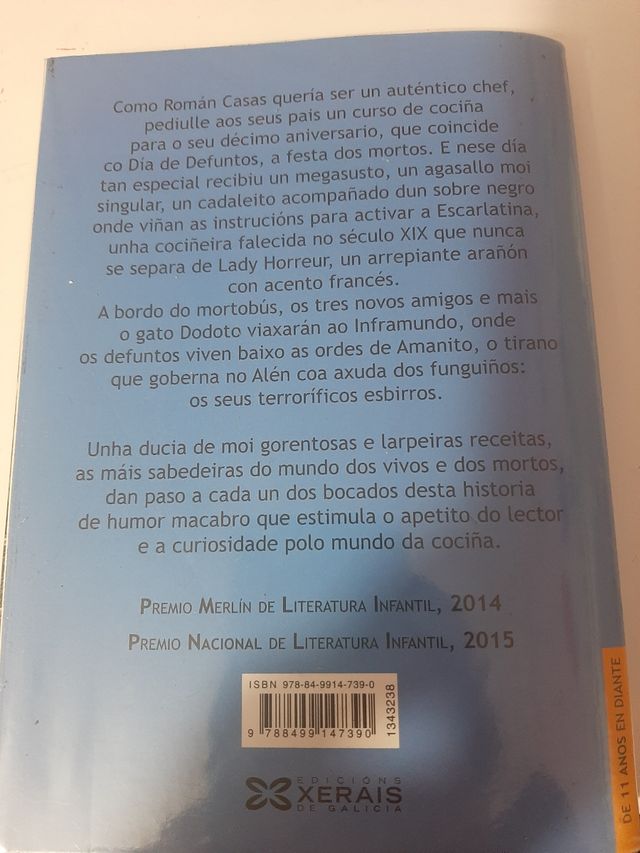 Como Román Casas quería ser un auténtico chef,
pediulle aos seus pais un curso de cociña
para o seu décimo aniversario, que coincide
co Día de Defuntos, a festa dos mortos. E nese día
tan especial recibiu un megasusto, un agasallo moi
singular, un cadaleito acompañado dun sobre negro
onde viñan as instrucións para activar a Escarlatina,
unha cociñeira falecida no século XIX que nunca
se separa de Lady Horreur, un arrepiante arañón
con acento francés.
A bordo do mortobús, os tres novos amigos e mais
o gato Dodoto viaxarán ao Inframundo, onde
os defuntos viven baixo as ordes de Amanito, o tirano
que goberna no Alén coa axuda dos funguiños:
os seus terroríficos esbirros.
Unha ducia de moi gorentosas e larpeiras receitas,
as máis sabedeiras do mundo dos vivos e dos mortos,
dan paso a cada un dos bocados desta historia
de humor macabro que estimula o apetito do lector
e a curiosidade polo mundo da cociña.
PREMIO MERLÍN DE LITERATURA INFANTIL, 2014
PREMIO NACIONAL DE LITERATURA INFANTIL, 2015
ISBN 978-84-9914-739-0
9 788499 147390
1343238
EDICIÓNS
XERAIS
DE GALICIA
DE 11 ANOS EN DIANTE